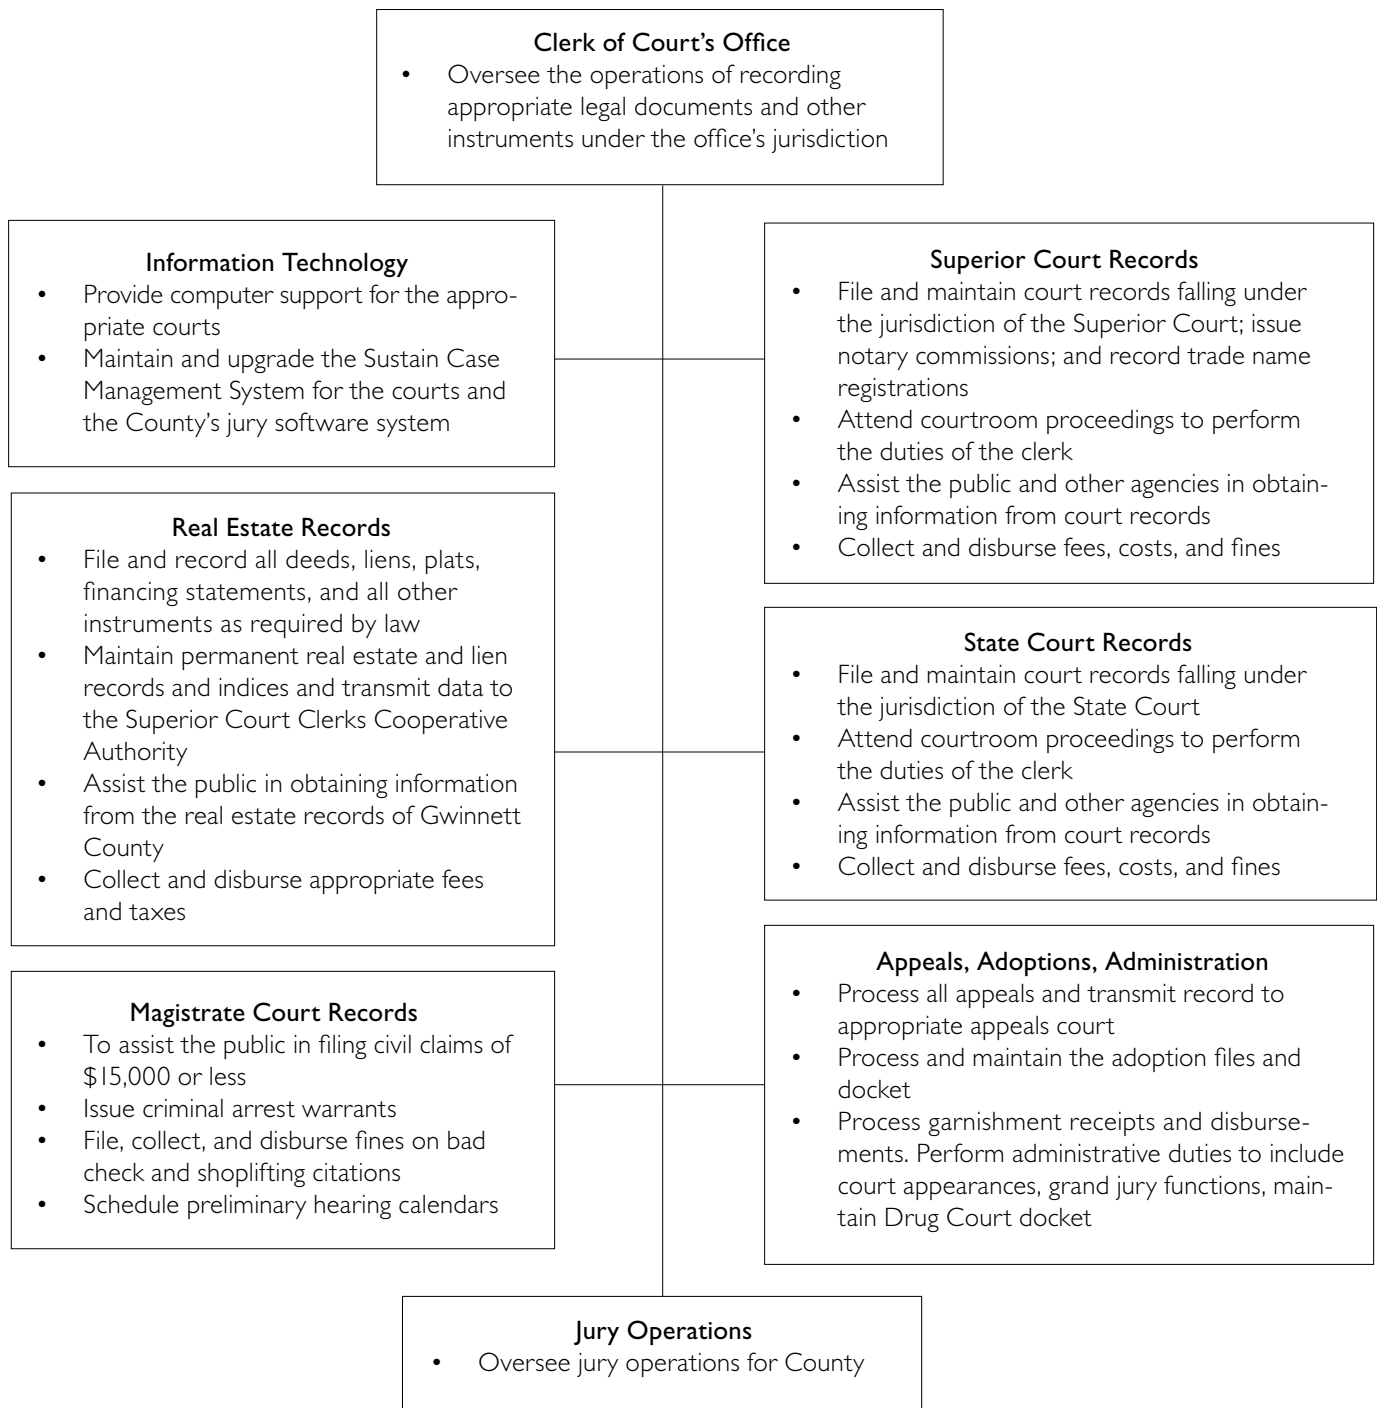 Clerk of Court's Office
• Oversee the operations of recording
appropriate legal documents and other
instruments under the office's jurisdiction
Information Technology
• Provide computer support for the appro-
priate courts
• Maintain and upgrade the Sustain Case
Management System for the courts and
the County's jury software system
Superior Court Records
• File and maintain court records falling under
the jurisdiction of the Superior Court; issue
notary commissions; and record trade name
registrations
• Attend courtroom proceedings to perform
the duties of the clerk
• Assist the public and other agencies in obtain-
ing information from court records
• Collect and disburse fees, costs, and fines
Real Estate Records
• File and record all deeds, liens, plats,
financing statements, and all other
instruments as required by law
• Maintain permanent real estate and lien
records and indices and transmit data to
the Superior Court Clerks Cooperative
Authority
• Assist the public in obtaining information
from the real estate records of Gwinnett
County
• Collect and disburse appropriate fees
and taxes
State Court Records
• File and maintain court records falling under
the jurisdiction of the State Court
• Attend courtroom proceedings to perform
the duties of the clerk
• Assist the public and other agencies in obtain-
ing information from court records
• Collect and disburse fees, costs, and fines
Magistrate Court Records
• To assist the public in filing civil claims of
$15,000 or less
• Issue criminal arrest warrants
• File, collect, and disburse fines on bad
check and shoplifting citations
• Schedule preliminary hearing calendars
Appeals, Adoptions, Administration
• Process all appeals and transmit record to
appropriate appeals court
• Process and maintain the adoption files and
docket
• Process garnishment receipts and disburse-
ments. Perform administrative duties to include
court appearances, grand jury functions, main-
tain Drug Court docket
Jury Operations
• Oversee jury operations for County